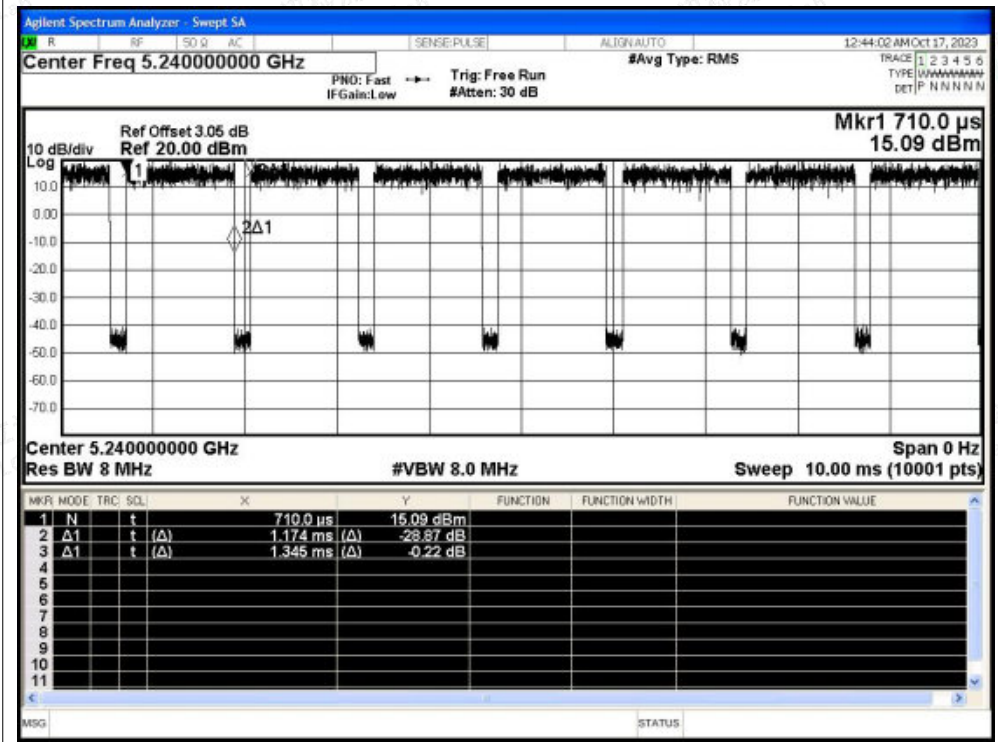 Agilent Spectrum Analyzer - Swept SA
R RF 50 Ω AC SENSE:PULSE ALIGN AUTO 12:44:02 AM Oct 17, 2023
Center Freq 5.240000000 GHz #Avg Type: RMS TRACE 1 2 3 4 5 6
PNO: Fast Trig: Free Run TYPE
IFGain:Low #Atten: 30 dB DET P N N N N N
Mkr1 710.0 µs
Ref Offset 3.05 dB
10 dB/div Ref 20.00 dBm 15.09 dBm
Log
1
10.0
0.00
2Δ1
-10.0
-20.0
-30.0
-40.0
-50.0
-60.0
-70.0
Center 5.240000000 GHz Span 0 Hz
Res BW 8 MHz #VBW 8.0 MHz Sweep 10.00 ms (10001 pts)
MKR MODE TRC SCL X Y FUNCTION FUNCTION WIDTH FUNCTION VALUE
1 N t 710.0 µs 15.09 dBm
2 Δ1 t (Δ) 1.174 ms (Δ) -28.87 dB
3 Δ1 t (Δ) 1.345 ms (Δ) -0.22 dB
4
5
6
7
8
9
10
11
MSG STATUS